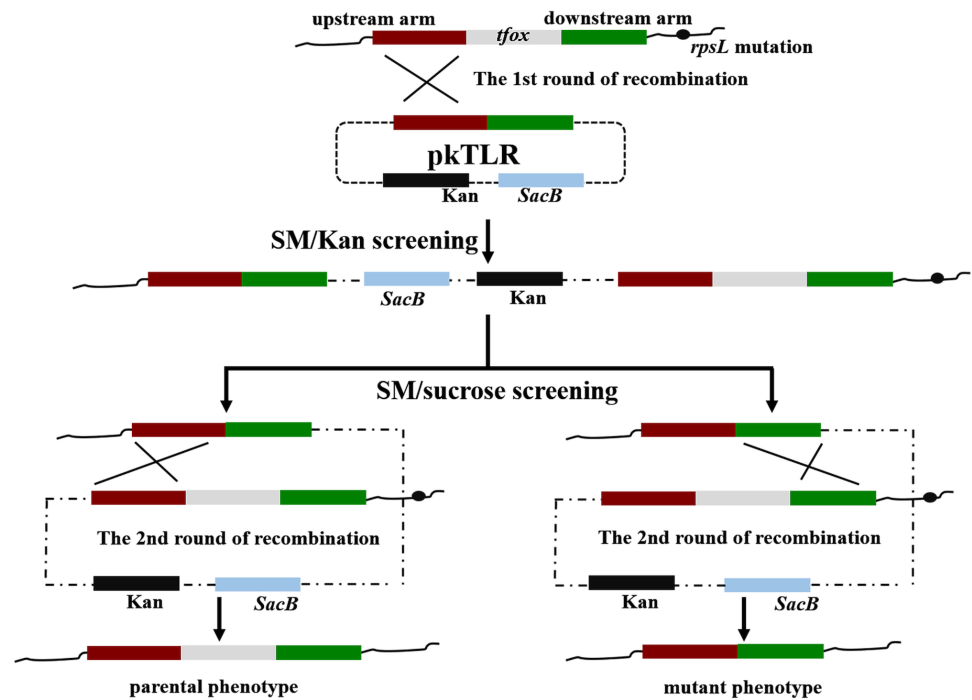 upstream arm
downstream arm
tfox
rpsL mutation
The 1st round of recombination
pkTLR
Kan
SacB
SM/Kan screening
SacB
Kan
SM/sucrose screening
The 2nd round of recombination
The 2nd round of recombination
Kan
SacB
Kan
SacB
parental phenotype
mutant phenotype